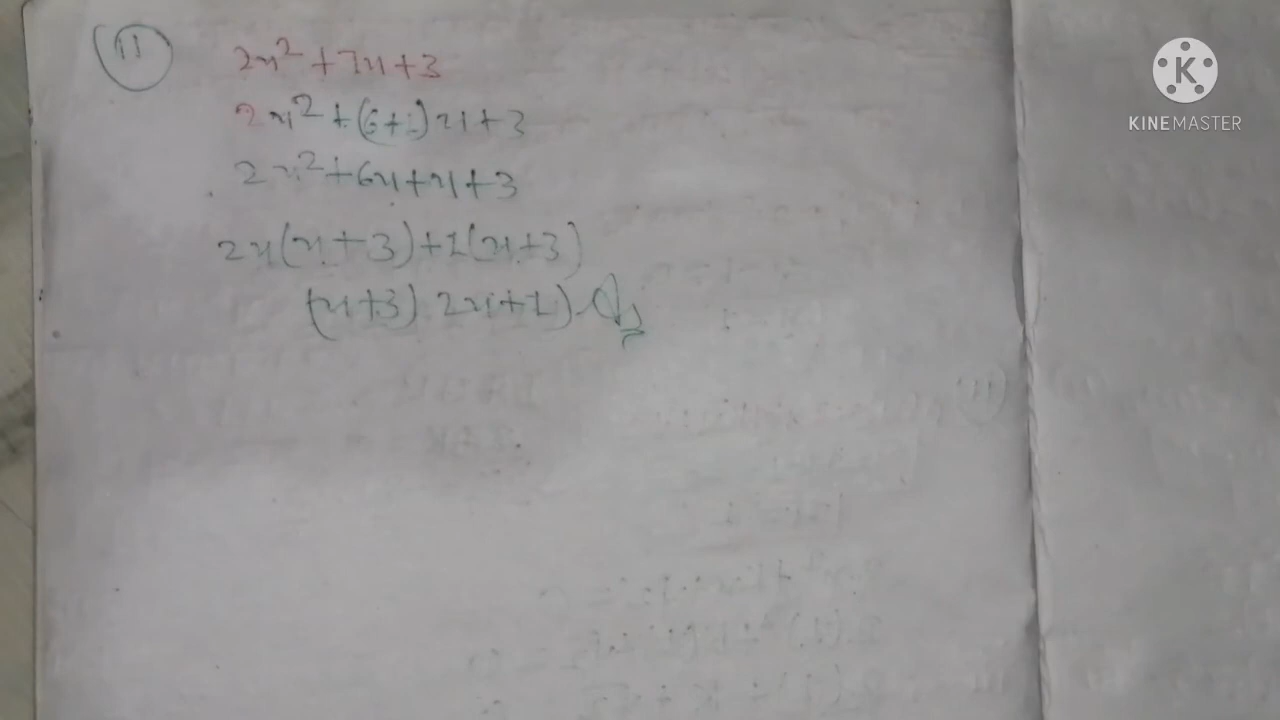 11
2x² + 7x + 3
2x² + (6+1)x + 3
2x² + 6x + x + 3
2x(x + 3) + 1(x + 3)
(x+3) 2x+1)
KINEMASTER